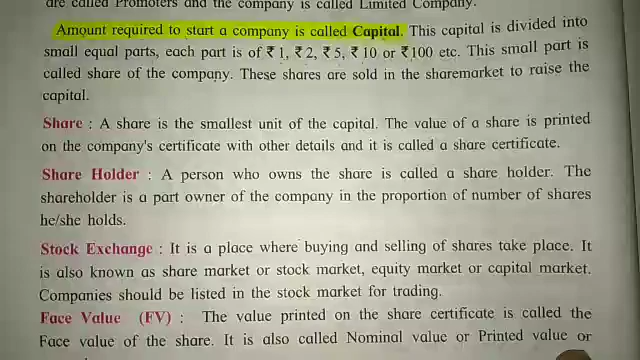 are called Promoters and the company is called Limited Company.
Amount required to start a company is called Capital. This capital is divided into
small equal parts, each part is of ₹ 1, ₹ 2, ₹ 5, ₹ 10 or ₹ 100 etc. This small part is
called share of the company. These shares are sold in the sharemarket to raise the
capital.
Share : A share is the smallest unit of the capital. The value of a share is printed
on the company's certificate with other details and it is called a share certificate.
Share Holder : A person who owns the share is called a share holder. The
shareholder is a part owner of the company in the proportion of number of shares
he/she holds.
Stock Exchange : It is a place where buying and selling of shares take place. It
is also known as share market or stock market, equity market or capital market.
Companies should be listed in the stock market for trading.
Face Value (FV) : The value printed on the share certificate is called the
Face value of the share. It is also called Nominal value or Printed value or